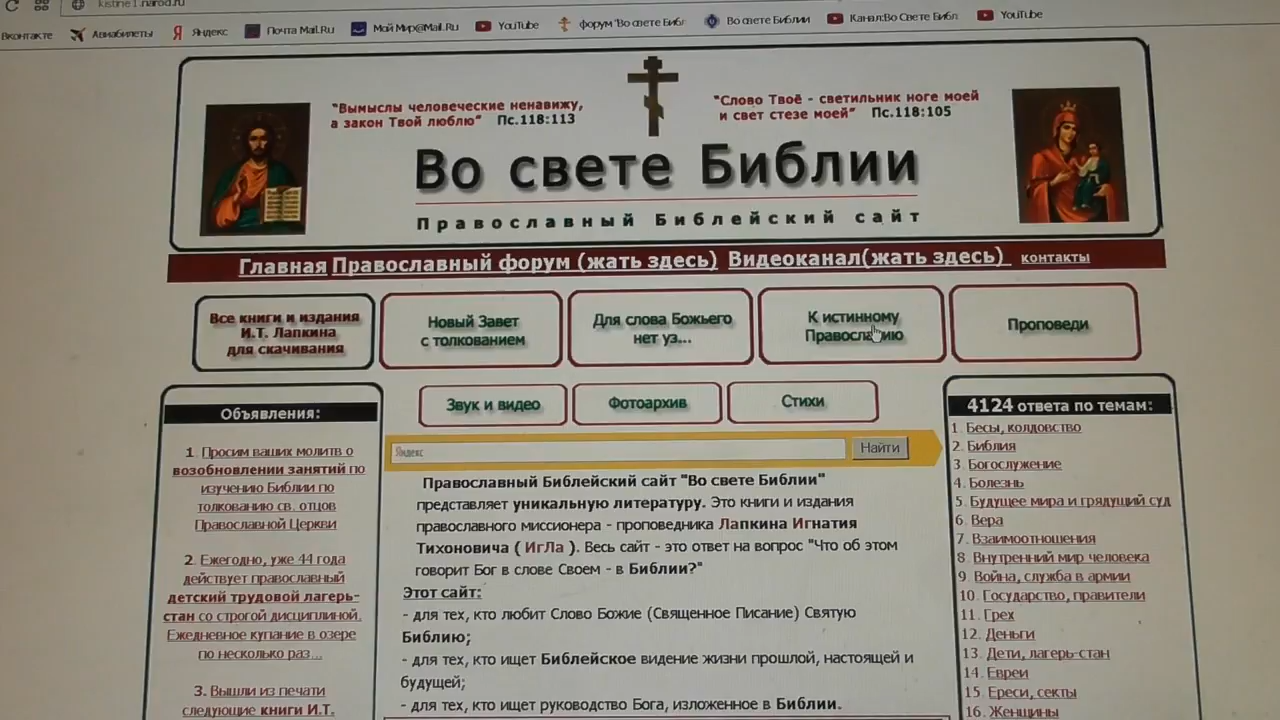 kistine1.narod.ru
Вконтакте Авиабилеты Яндекс Почта Mail.Ru Мой Мир@Mail.Ru YouTube форум "Во свете Библ Во свете Библии Канал:Во Свете Библ YouTube
"Вымыслы человеческие ненавижу,
а закон Твой люблю" Пс.118:113
"Слово Твоё - светильник ноге моей
и свет стезе моей" Пс.118:105
Во свете Библии
Православный Библейский сайт
Главная Православный форум (жать здесь) Видеоканал(жать здесь) контакты
Все книги и издания
И.Т. Лапкина
для скачивания
Новый Завет
с толкованием
Для слова Божьего
нет уз...
К истинному
Православию
Проповеди
Звук и видео
Фотоархив
Стихи
Яндекс
Найти
Объявления:
1. Просим ваших молитв о
возобновлении занятий по
изучению Библии по
толкованию св. отцов
Православной Церкви
2. Ежегодно, уже 44 года
действует православный
детский трудовой лагерь-
стан со строгой дисциплиной.
Ежедневное купание в озере
по несколько раз...
3. Вышли из печати
следующие книги И.Т.
Православный Библейский сайт "Во свете Библии"
представляет уникальную литературу. Это книги и издания
православного миссионера - проповедника Лапкина Игнатия
Тихоновича ( ИгЛа ). Весь сайт - это ответ на вопрос "Что об этом
говорит Бог в слове Своем - в Библии?"
Этот сайт:
- для тех, кто любит Слово Божие (Священное Писание) Святую
Библию;
- для тех, кто ищет Библейское видение жизни прошлой, настоящей и
будущей;
- для тех, кто ищет руководство Бога, изложенное в Библии.
4124 ответа по темам:
1. Бесы, колдовство
2. Библия
3. Богослужение
4. Болезнь
5. Будущее мира и грядущий суд
6. Вера
7. Взаимоотношения
8. Внутренний мир человека
9. Война, служба в армии
10. Государство, правители
11. Грех
12. Деньги
13. Дети, лагерь-стан
14. Евреи
15. Ереси, секты
16. Женщины